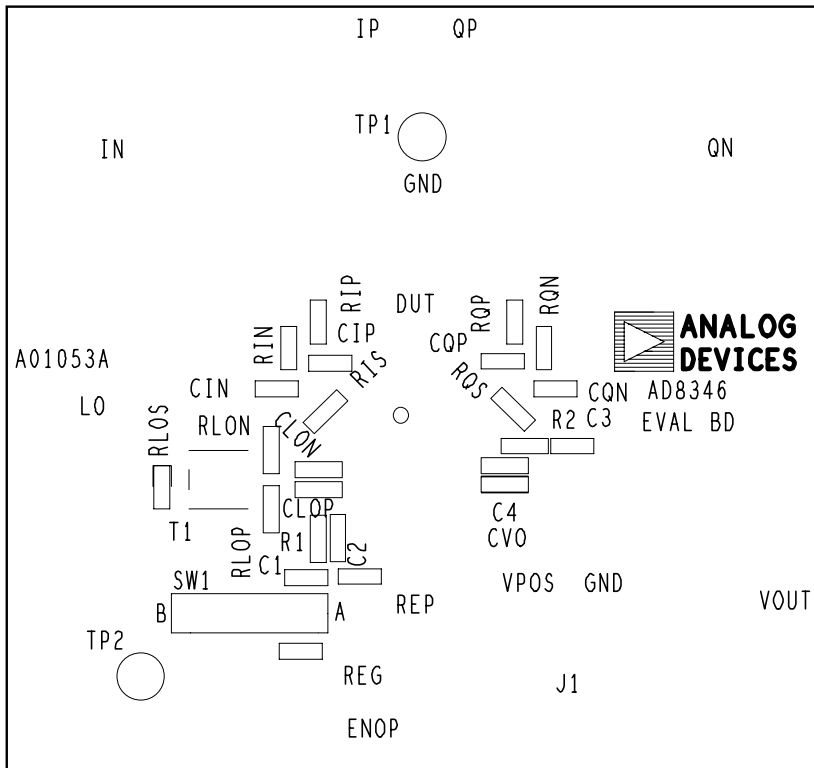 IP QP
TP1
IN QN
GND
RIP DUT RQP RQN
RIN CIP CQP
ANALOG
DEVICES
A01053A
RIS RQS
CIN CQN AD8346
LO
RLOS RLON CLON R2 C3 EVAL BD
CLOP C4
T1 RLOP R1 C2 CVO
C1
SW1 VPOS GND
B A REP VOUT
TP2
REG J1
ENOP